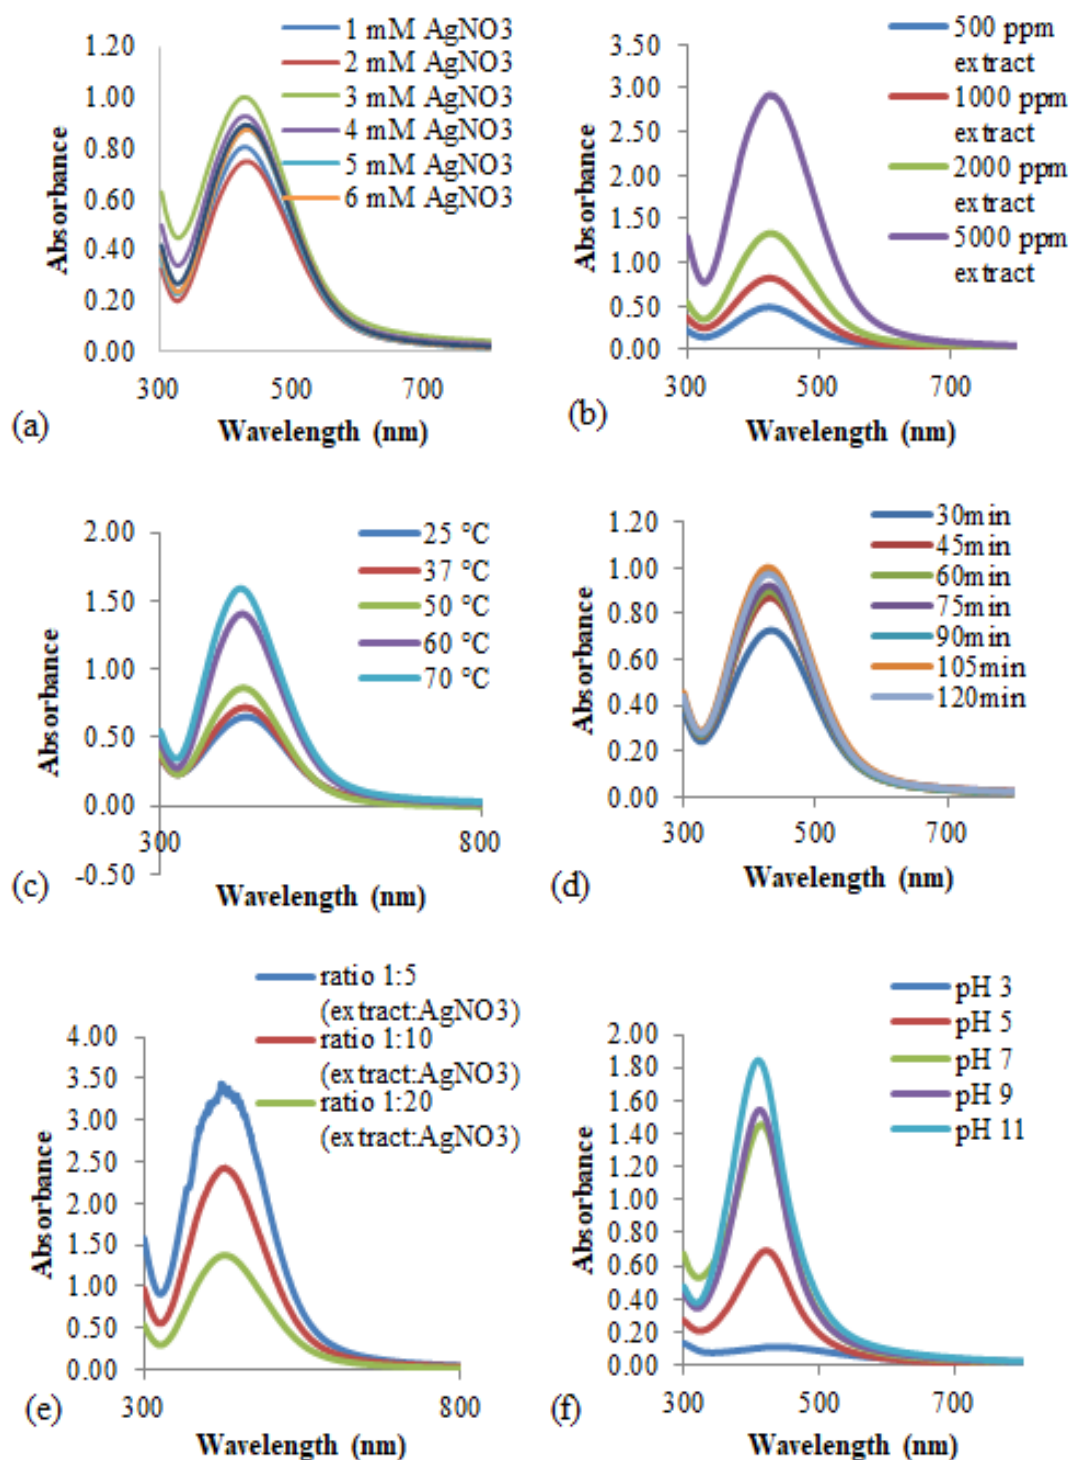 1.20
1.00
0.80
0.60
0.40
0.20
0.00
300
500
700
Absorbance
Wavelength (nm)
1 mM AgNO3
2 mM AgNO3
3 mM AgNO3
4 mM AgNO3
5 mM AgNO3
6 mM AgNO3
(a)
3.50
3.00
2.50
2.00
1.50
1.00
0.50
0.00
300
500
700
Absorbance
Wavelength (nm)
500 ppm
extract
1000 ppm
extract
2000 ppm
extract
5000 ppm
extract
(b)
2.00
1.50
1.00
0.50
0.00
-0.50
300
800
Absorbance
Wavelength (nm)
25 °C
37 °C
50 °C
60 °C
70 °C
(c)
1.20
1.00
0.80
0.60
0.40
0.20
0.00
300
500
700
Absorbance
Wavelength (nm)
30min
45min
60min
75min
90min
105min
120min
(d)
4.00
3.50
3.00
2.50
2.00
1.50
1.00
0.50
0.00
300
800
Absorbance
Wavelength (nm)
ratio 1:5
(extract:AgNO3)
ratio 1:10
(extract:AgNO3)
ratio 1:20
(extract:AgNO3)
(e)
2.00
1.80
1.60
1.40
1.20
1.00
0.80
0.60
0.40
0.20
0.00
300
500
700
Absorbance
Wavelength (nm)
pH 3
pH 5
pH 7
pH 9
pH 11
(f)